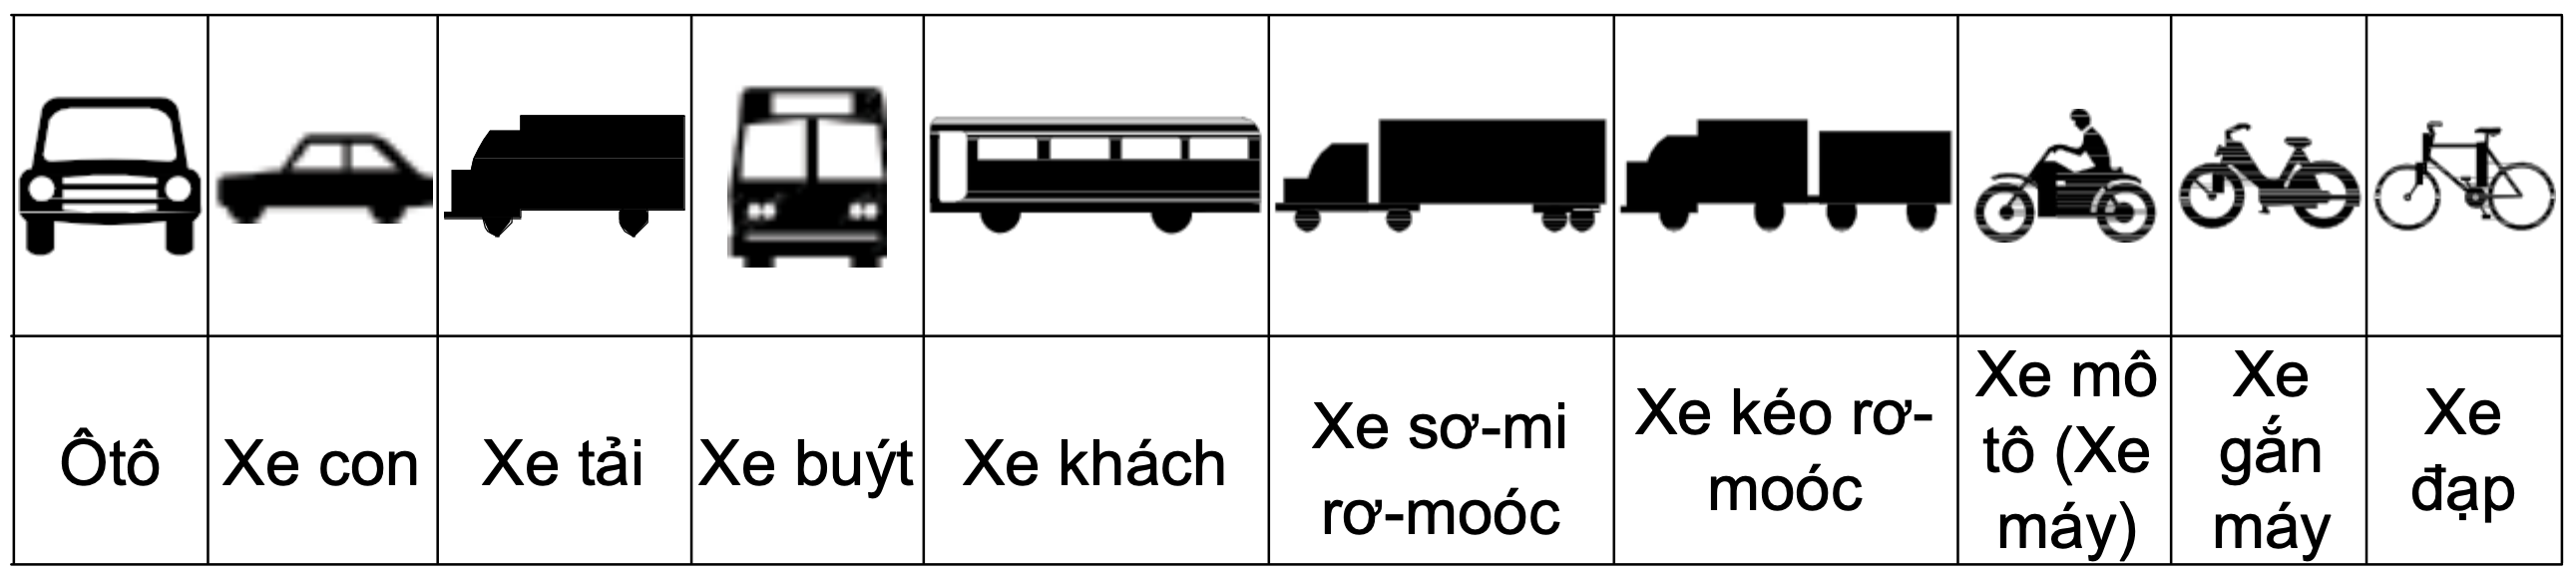 Ôtô
Xe con
Xe tải
Xe buýt
Xe khách
Xe sơ-mi
rơ-moóc
Xe kéo rơ-
moóc
Xe mô
tô (Xe
máy)
Xe
gắn
máy
Xe
đạp